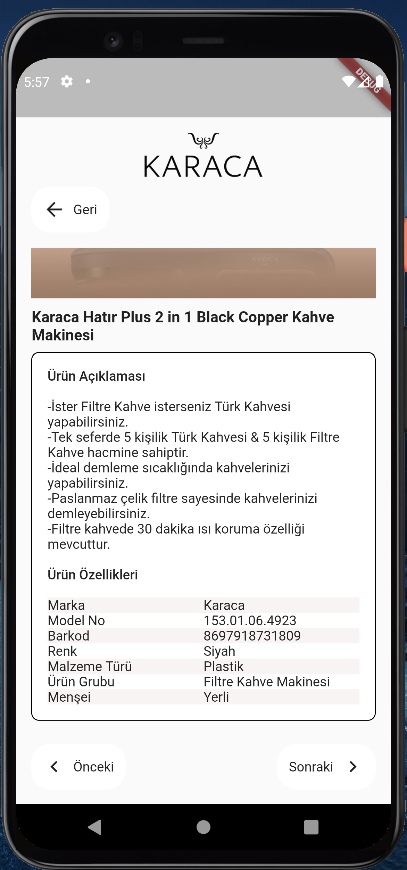 5:57
DEBUG
KARACA
Geri
Karaca Hatır Plus 2 in 1 Black Copper Kahve
Makinesi
Ürün Açıklaması
-İster Filtre Kahve isterseniz Türk Kahvesi
yapabilirsiniz.
-Tek seferde 5 kişilik Türk Kahvesi & 5 kişilik Filtre
Kahve hacmine sahiptir.
-İdeal demleme sıcaklığında kahvelerinizi
yapabilirsiniz.
-Paslanmaz çelik filtre sayesinde kahvelerinizi
demleyebilirsiniz.
-Filtre kahvede 30 dakika ısı koruma özelliği
mevcuttur.
Ürün Özellikleri
Marka Karaca
Model No 153.01.06.4923
Barkod 8697918731809
Renk Siyah
Malzeme Türü Plastik
Ürün Grubu Filtre Kahve Makinesi
Menşei Yerli
Önceki Sonraki